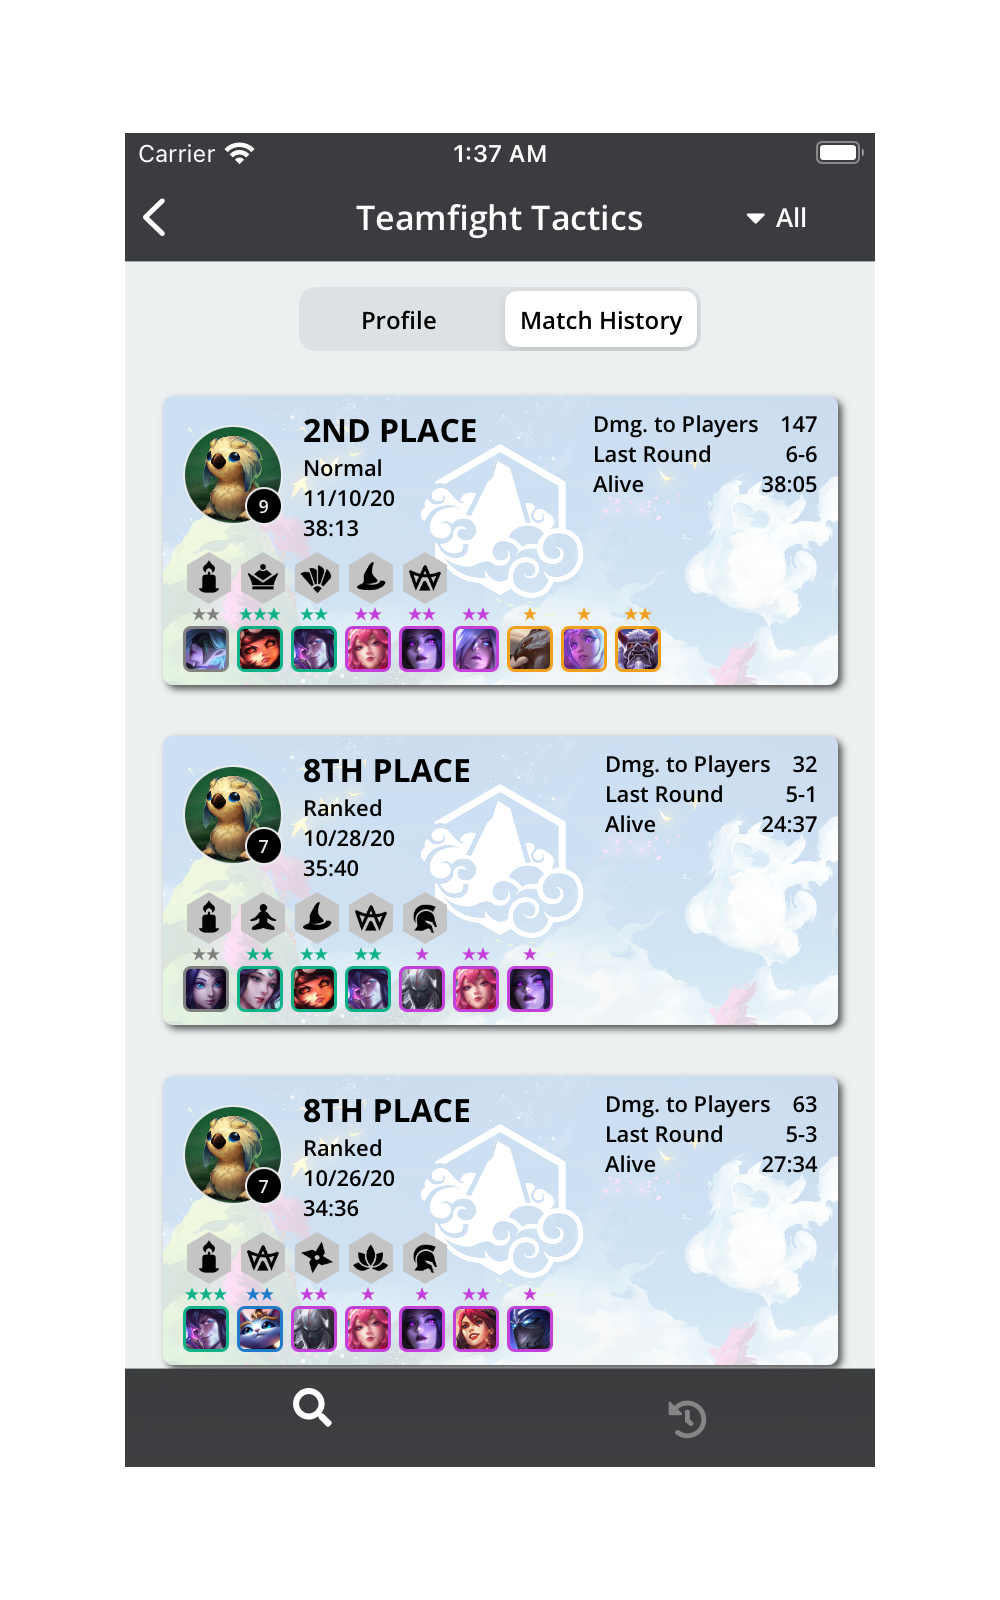 Carrier 1:37 AM
Teamfight Tactics All
Profile Match History
2ND PLACE
Normal
11/10/20
38:13
9
Dmg. to Players 147
Last Round 6-6
Alive 38:05
8TH PLACE
Ranked
10/28/20
35:40
7
Dmg. to Players 32
Last Round 5-1
Alive 24:37
8TH PLACE
Ranked
10/26/20
34:36
7
Dmg. to Players 63
Last Round 5-3
Alive 27:34